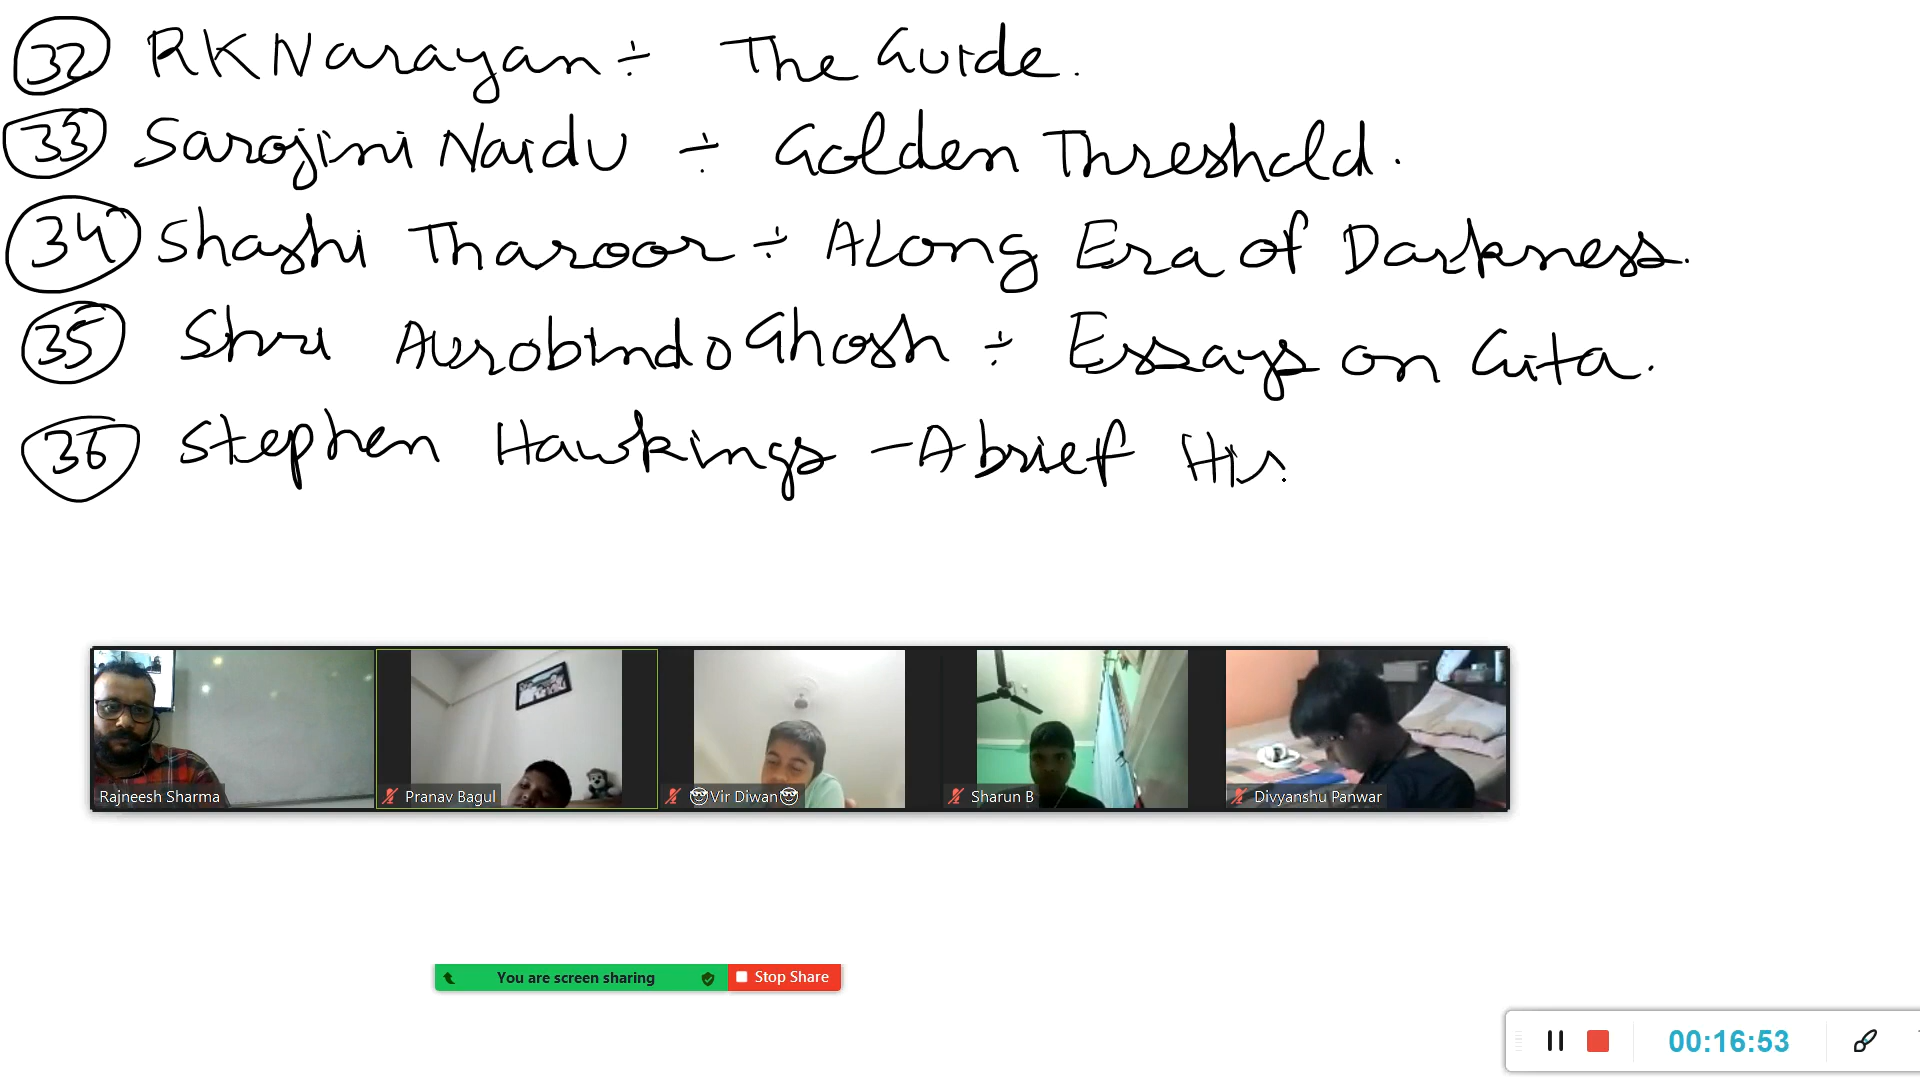 32 RK Narayan ÷ The Guide.
33 Sarojini Naidu ÷ Golden Threshold.
34 Shashi Tharoor ÷ A Long Era of Darkness.
35 Shri Aurobindo Ghosh ÷ Essays on Gita.
36 Stephen Hawkings - A brief His
Rajneesh Sharma
Pranav Bagul
🤓Vir Diwan🤓
Sharun B
Divyanshu Panwar
You are screen sharing
Stop Share
00:16:53